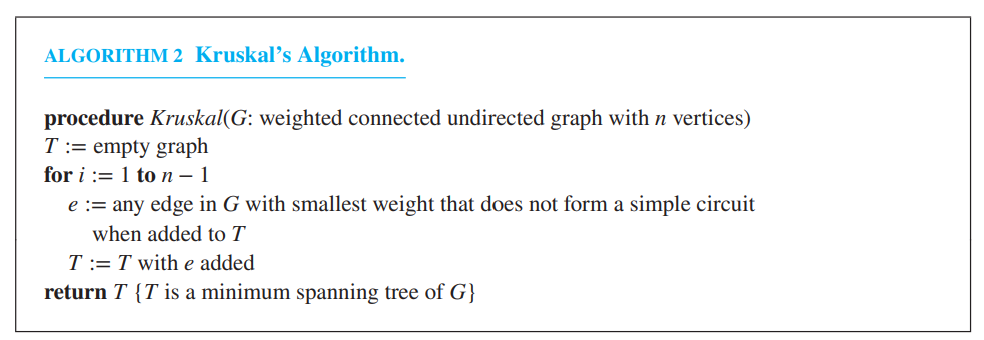 ALGORITHM 2 Kruskal’s Algorithm.
procedure Kruskal(G: weighted connected undirected graph with n vertices)
T := empty graph
for i := 1 to n − 1
e := any edge in G with smallest weight that does not form a simple circuit
when added to T
T := T with e added
return T {T is a minimum spanning tree of G}